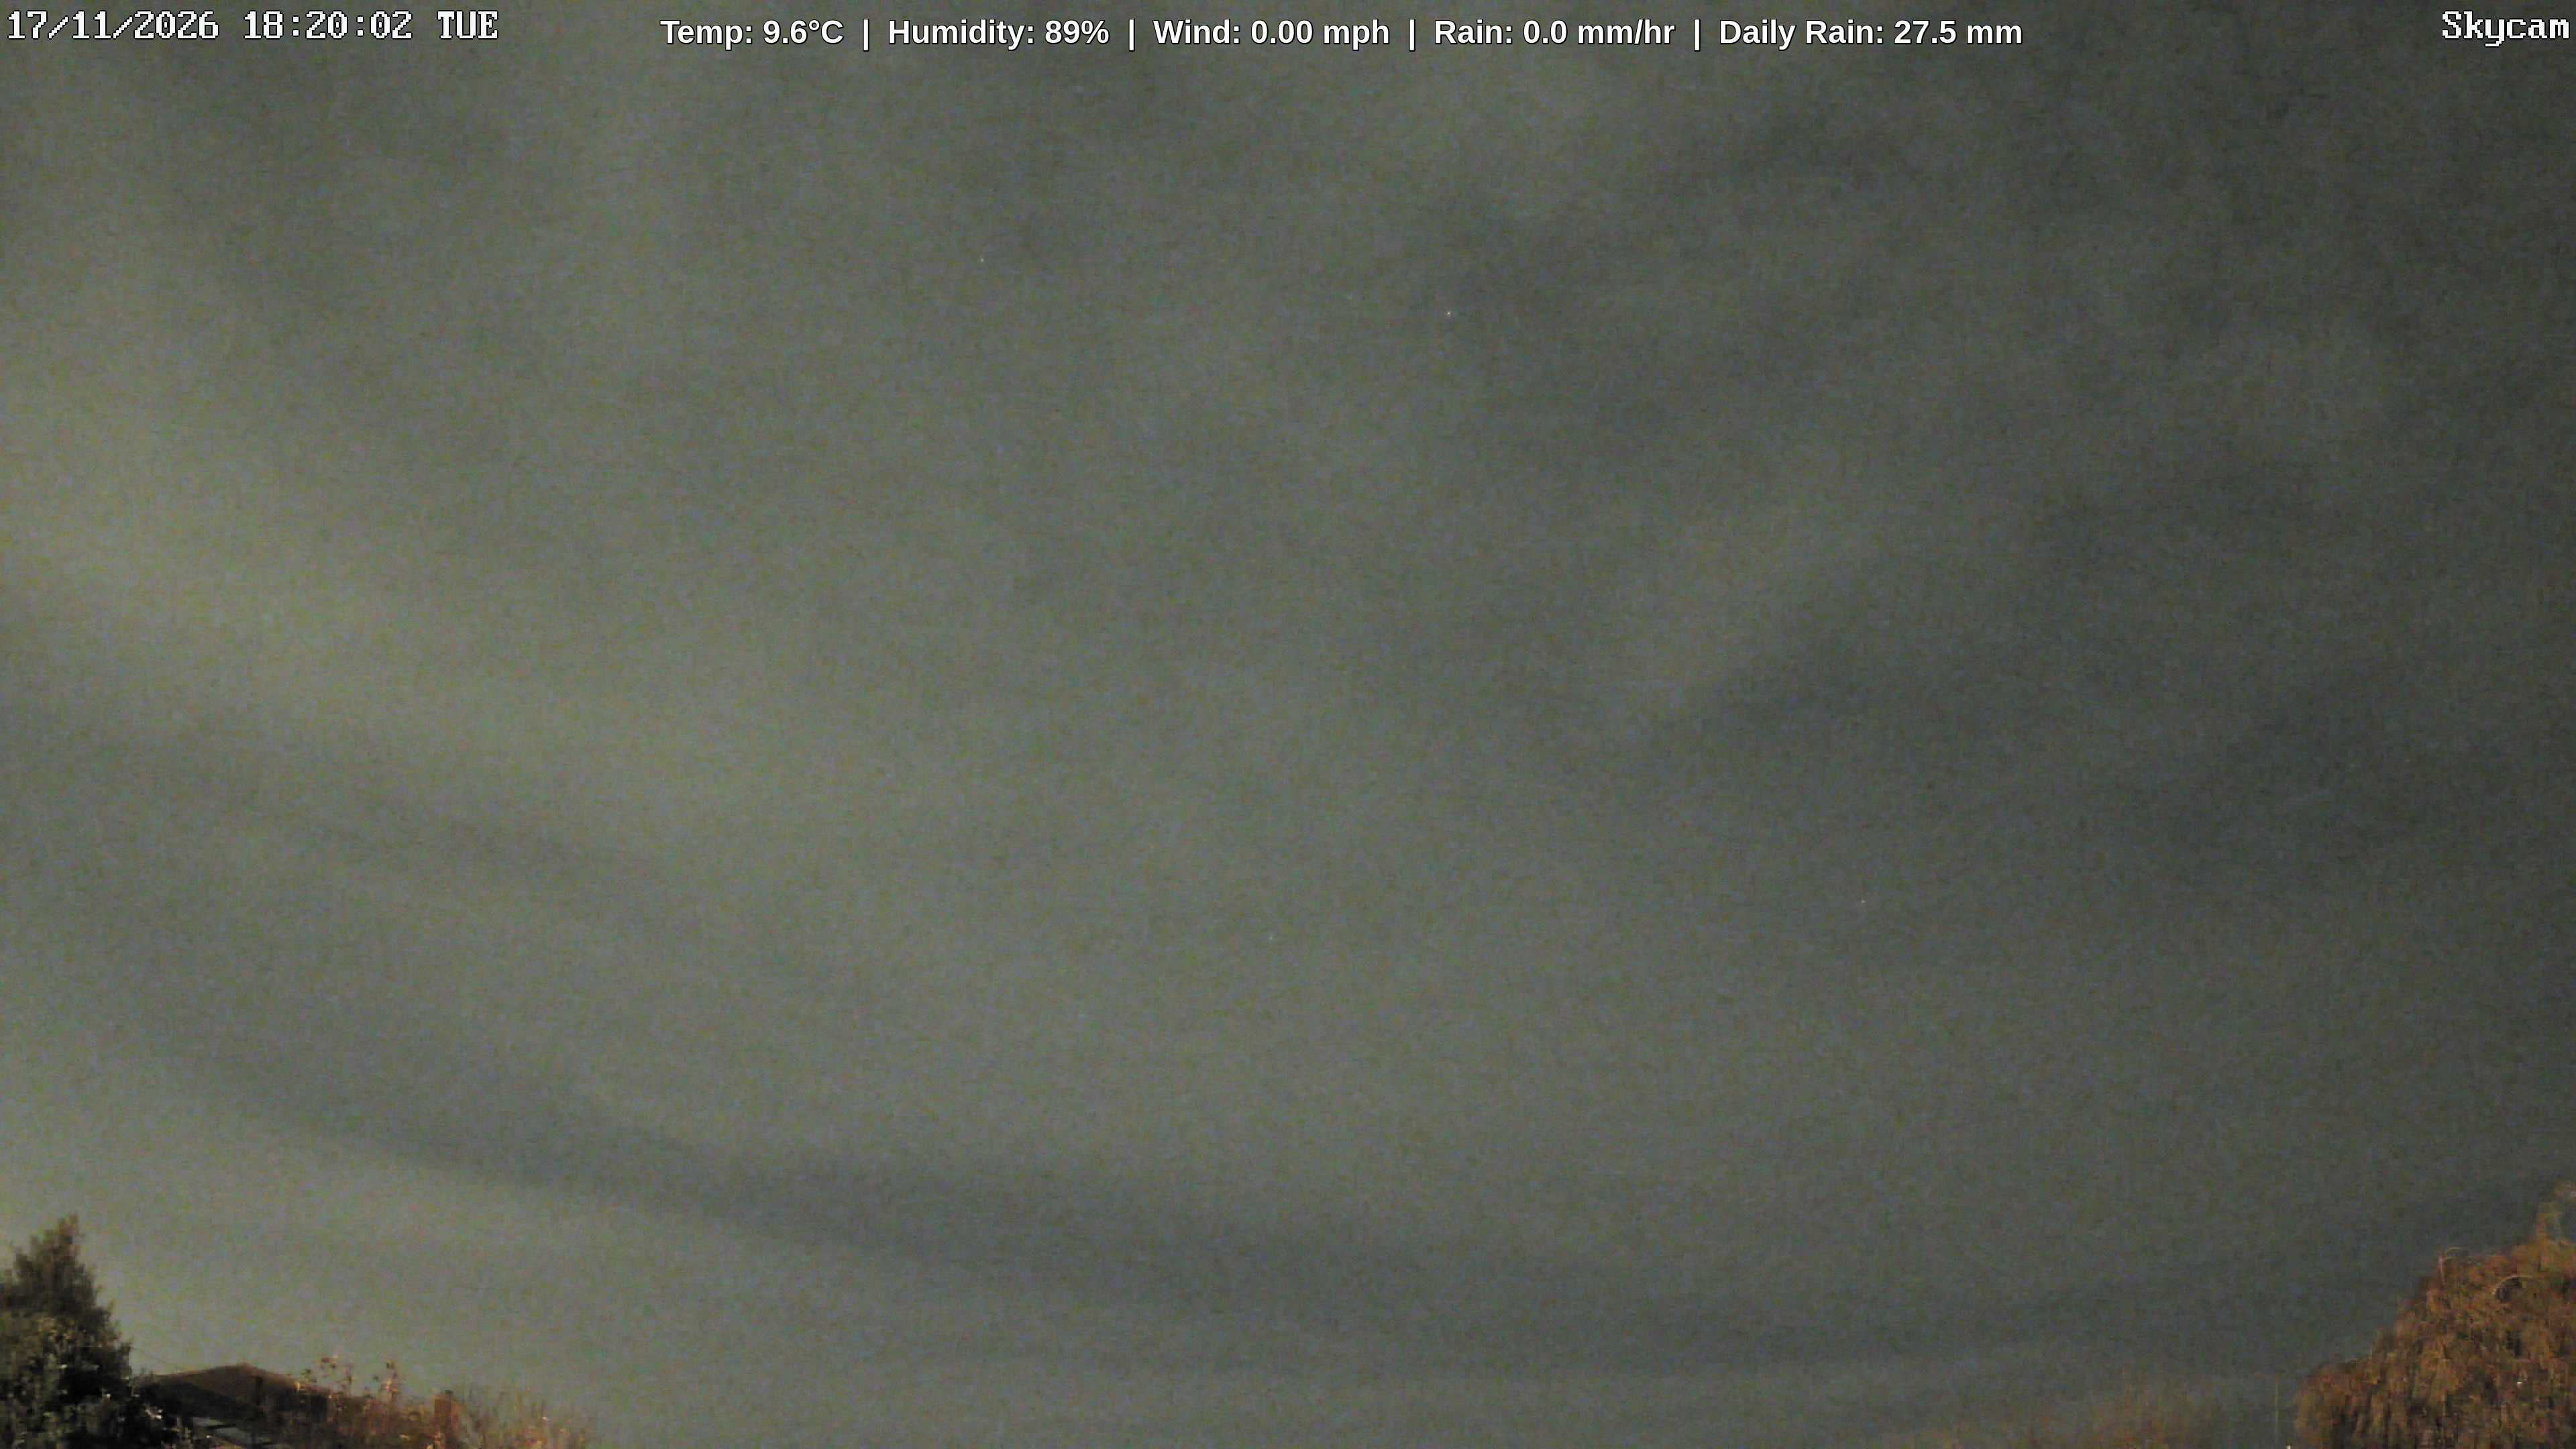 17/11/2026 18:20:02 TUE
Temp: 9.6°C | Humidity: 89% | Wind: 0.00 mph | Rain: 0.0 mm/hr | Daily Rain: 27.5 mm
Skycam